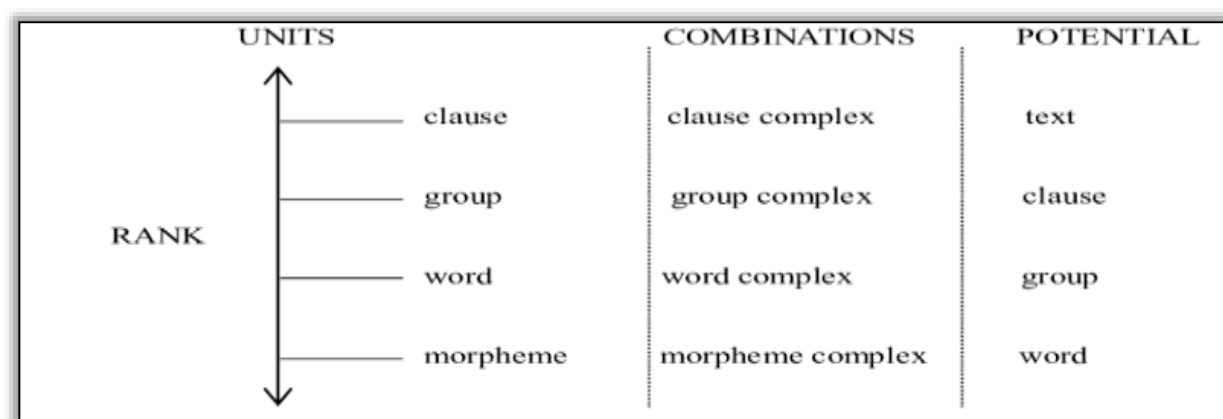 UNITS COMBINATIONS POTENTIAL
clause clause complex text
group group complex clause
RANK
word word complex group
morpheme morpheme complex word